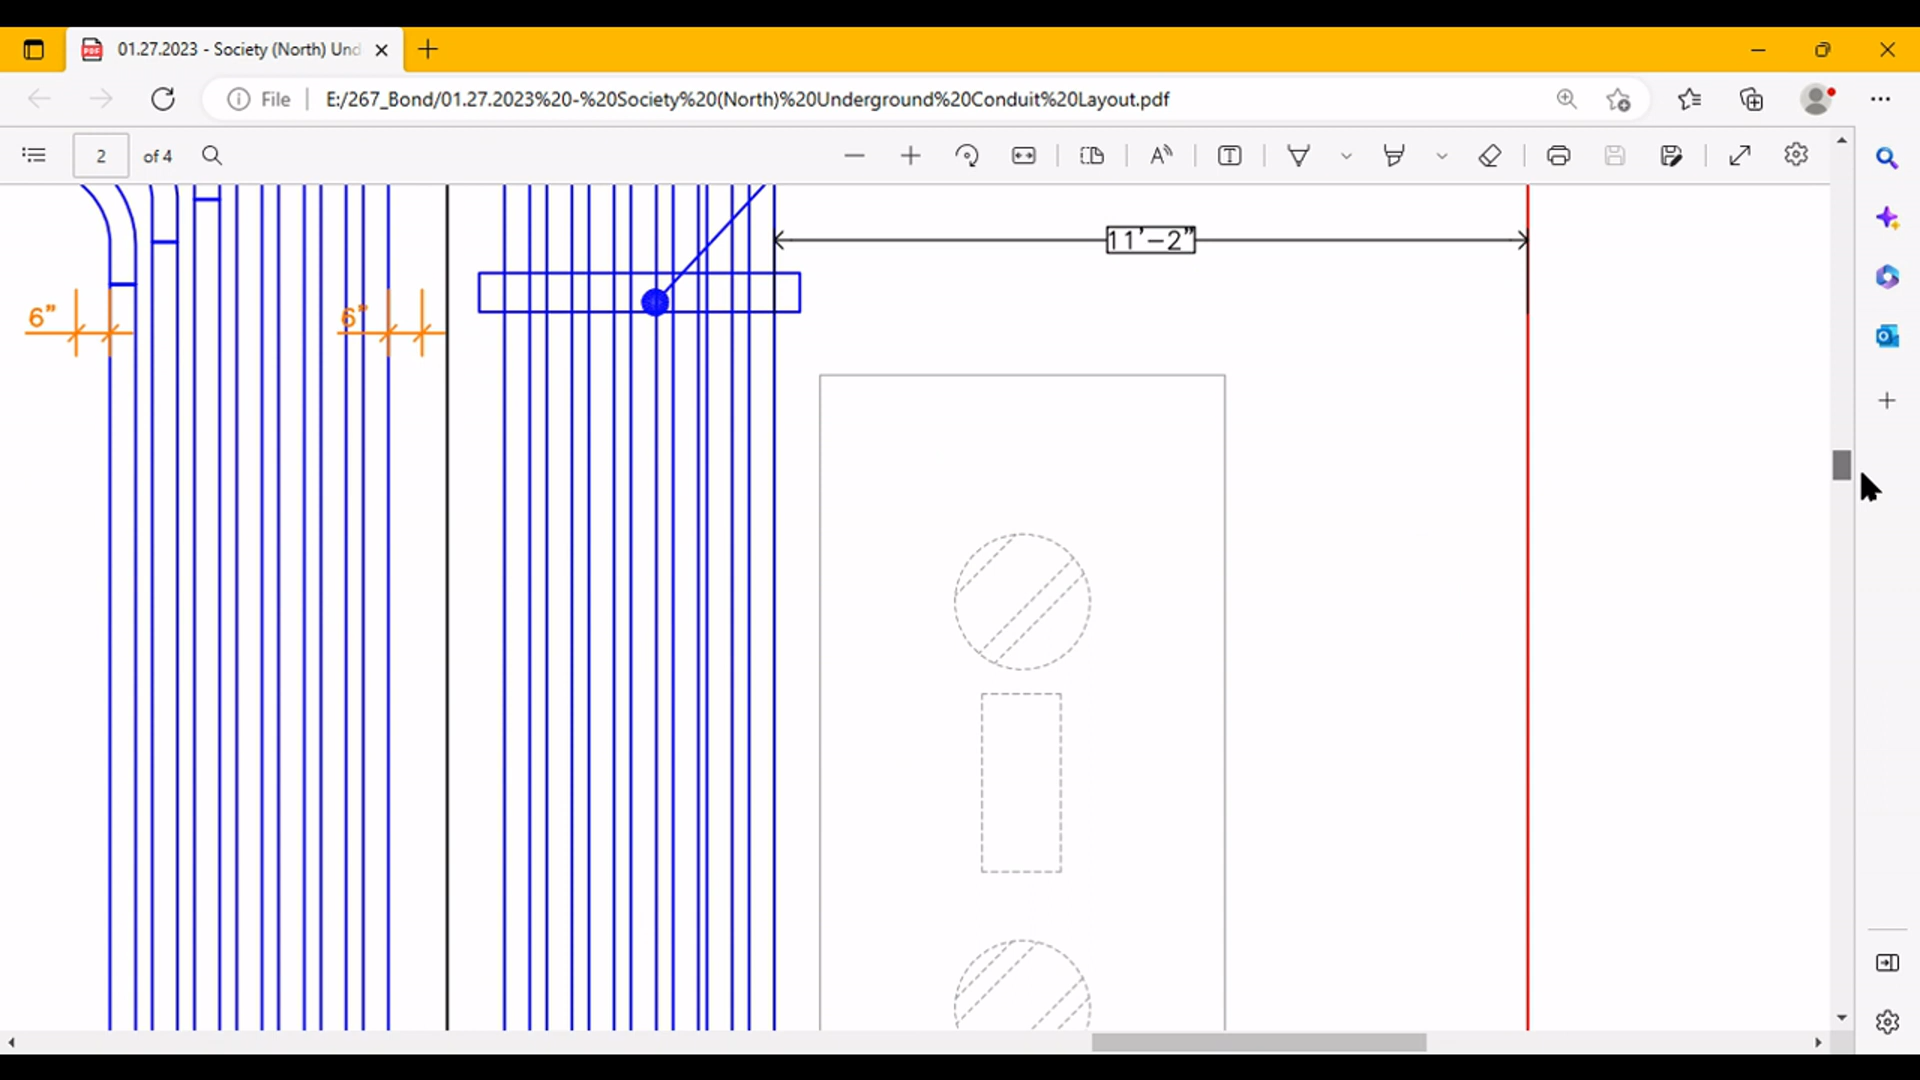 01.27.2023 - Society (North) Und
File
E:/267_Bond/01.27.2023%20-%20Society%20(North)%20Underground%20Conduit%20Layout.pdf
2 of 4
11'-2"
6" 6"